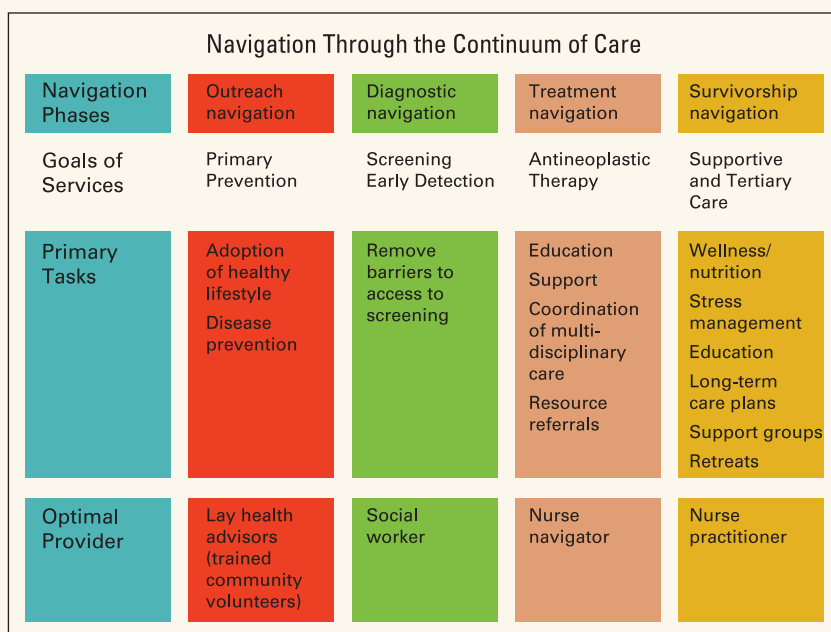 Navigation Through the Continuum of Care
Navigation
Phases
Outreach
navigation
Diagnostic
navigation
Treatment
navigation
Survivorship
navigation
Goals of
Services
Primary
Prevention
Screening
Early Detection
Antineoplastic
Therapy
Supportive
and Tertiary
Care
Primary
Tasks
Adoption
of healthy
lifestyle
Disease
prevention
Remove
barriers to
access to
screening
Education
Support
Coordination
of multi-
disciplinary
care
Resource
referrals
Wellness/
nutrition
Stress
management
Education
Long-term
care plans
Support groups
Retreats
Optimal
Provider
Lay health
advisors
(trained
community
volunteers)
Social
worker
Nurse
navigator
Nurse
practitioner